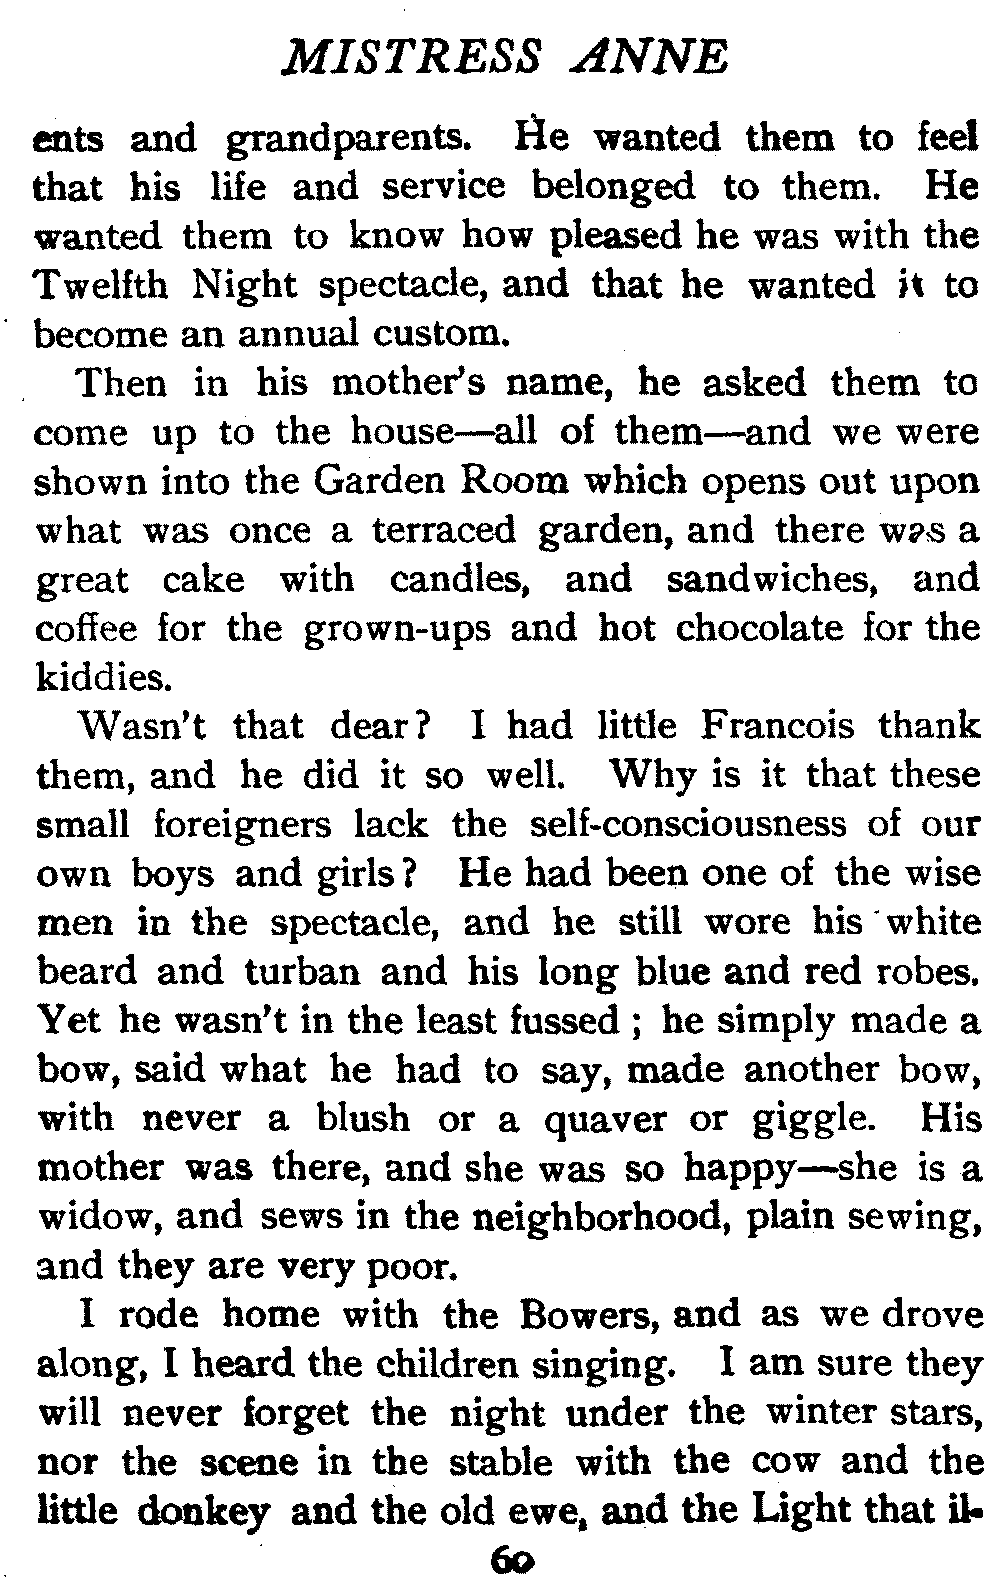 MISTRESS ANNE
ents and grandparents. He wanted them to feel
that his life and service belonged to them. He
wanted them to know how pleased he was with the
Twelfth Night spectacle, and that he wanted it to
become an annual custom.
Then in his mother's name, he asked them to
come up to the house—all of them—and we were
shown into the Garden Room which opens out upon
what was once a terraced garden, and there was a
great cake with candles, and sandwiches, and
coffee for the grown-ups and hot chocolate for the
kiddies.
Wasn't that dear? I had little Francois thank
them, and he did it so well. Why is it that these
small foreigners lack the self-consciousness of our
own boys and girls? He had been one of the wise
men in the spectacle, and he still wore his white
beard and turban and his long blue and red robes.
Yet he wasn't in the least fussed; he simply made a
bow, said what he had to say, made another bow,
with never a blush or a quaver or giggle. His
mother was there, and she was so happy—she is a
widow, and sews in the neighborhood, plain sewing,
and they are very poor.
I rode home with the Bowers, and as we drove
along, I heard the children singing. I am sure they
will never forget the night under the winter stars,
nor the scene in the stable with the cow and the
little donkey and the old ewe, and the Light that il-
60